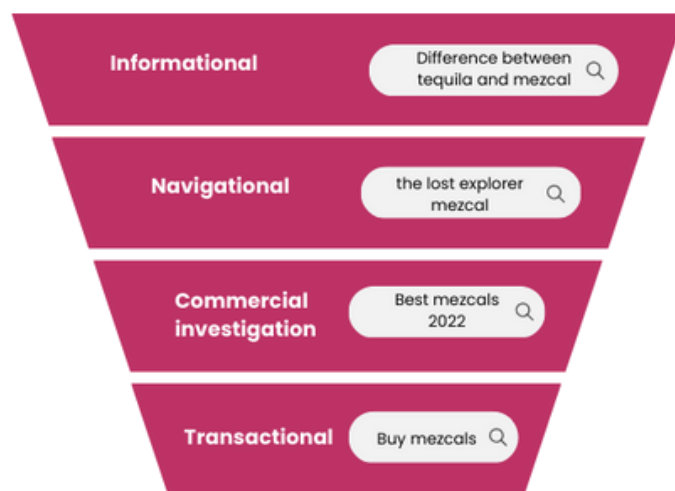 Informational
Difference between
tequila and mezcal
Navigational
the lost explorer
mezcal
Commercial
investigation
Best mezcals
2022
Transactional
Buy mezcals